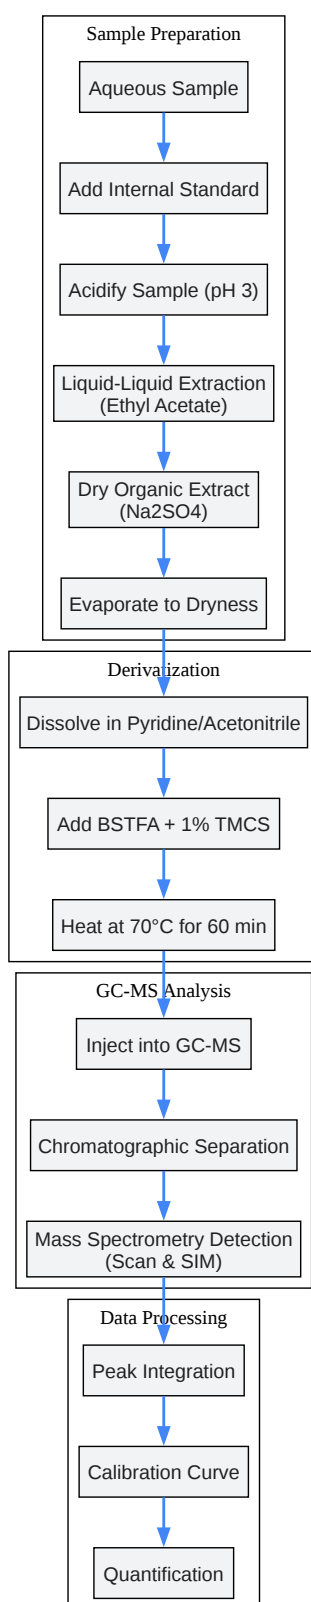 Sample Preparation
Aqueous Sample
Add Internal Standard
Acidify Sample (pH 3)
Liquid-Liquid Extraction
(Ethyl Acetate)
Dry Organic Extract
(Na2SO4)
Evaporate to Dryness
Derivatization
Dissolve in Pyridine/Acetonitrile
Add BSTFA + 1% TMCS
Heat at 70°C for 60 min
GC-MS Analysis
Inject into GC-MS
Chromatographic Separation
Mass Spectrometry Detection
(Scan & SIM)
Data Processing
Peak Integration
Calibration Curve
Quantification